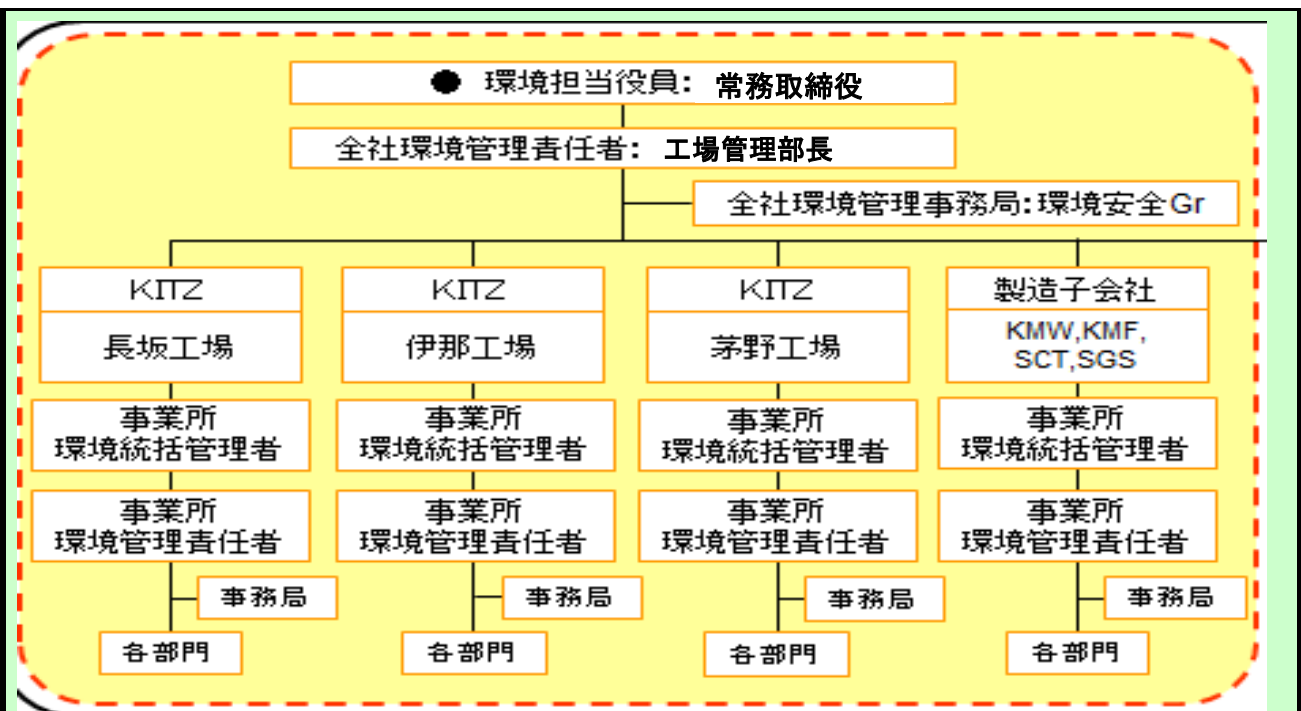 ● 環境担当役員: 常務取締役
全社環境管理責任者: 工場管理部長
全社環境管理事務局:環境安全Gr
KITZ
長坂工場
事業所
環境統括管理者
事業所
環境管理責任者
事務局
各部門
KITZ
伊那工場
事業所
環境統括管理者
事業所
環境管理責任者
事務局
各部門
KITZ
茅野工場
事業所
環境統括管理者
事業所
環境管理責任者
事務局
各部門
製造子会社
KMW,KMF,
SCT,SGS
事業所
環境統括管理者
事業所
環境管理責任者
事務局
各部門